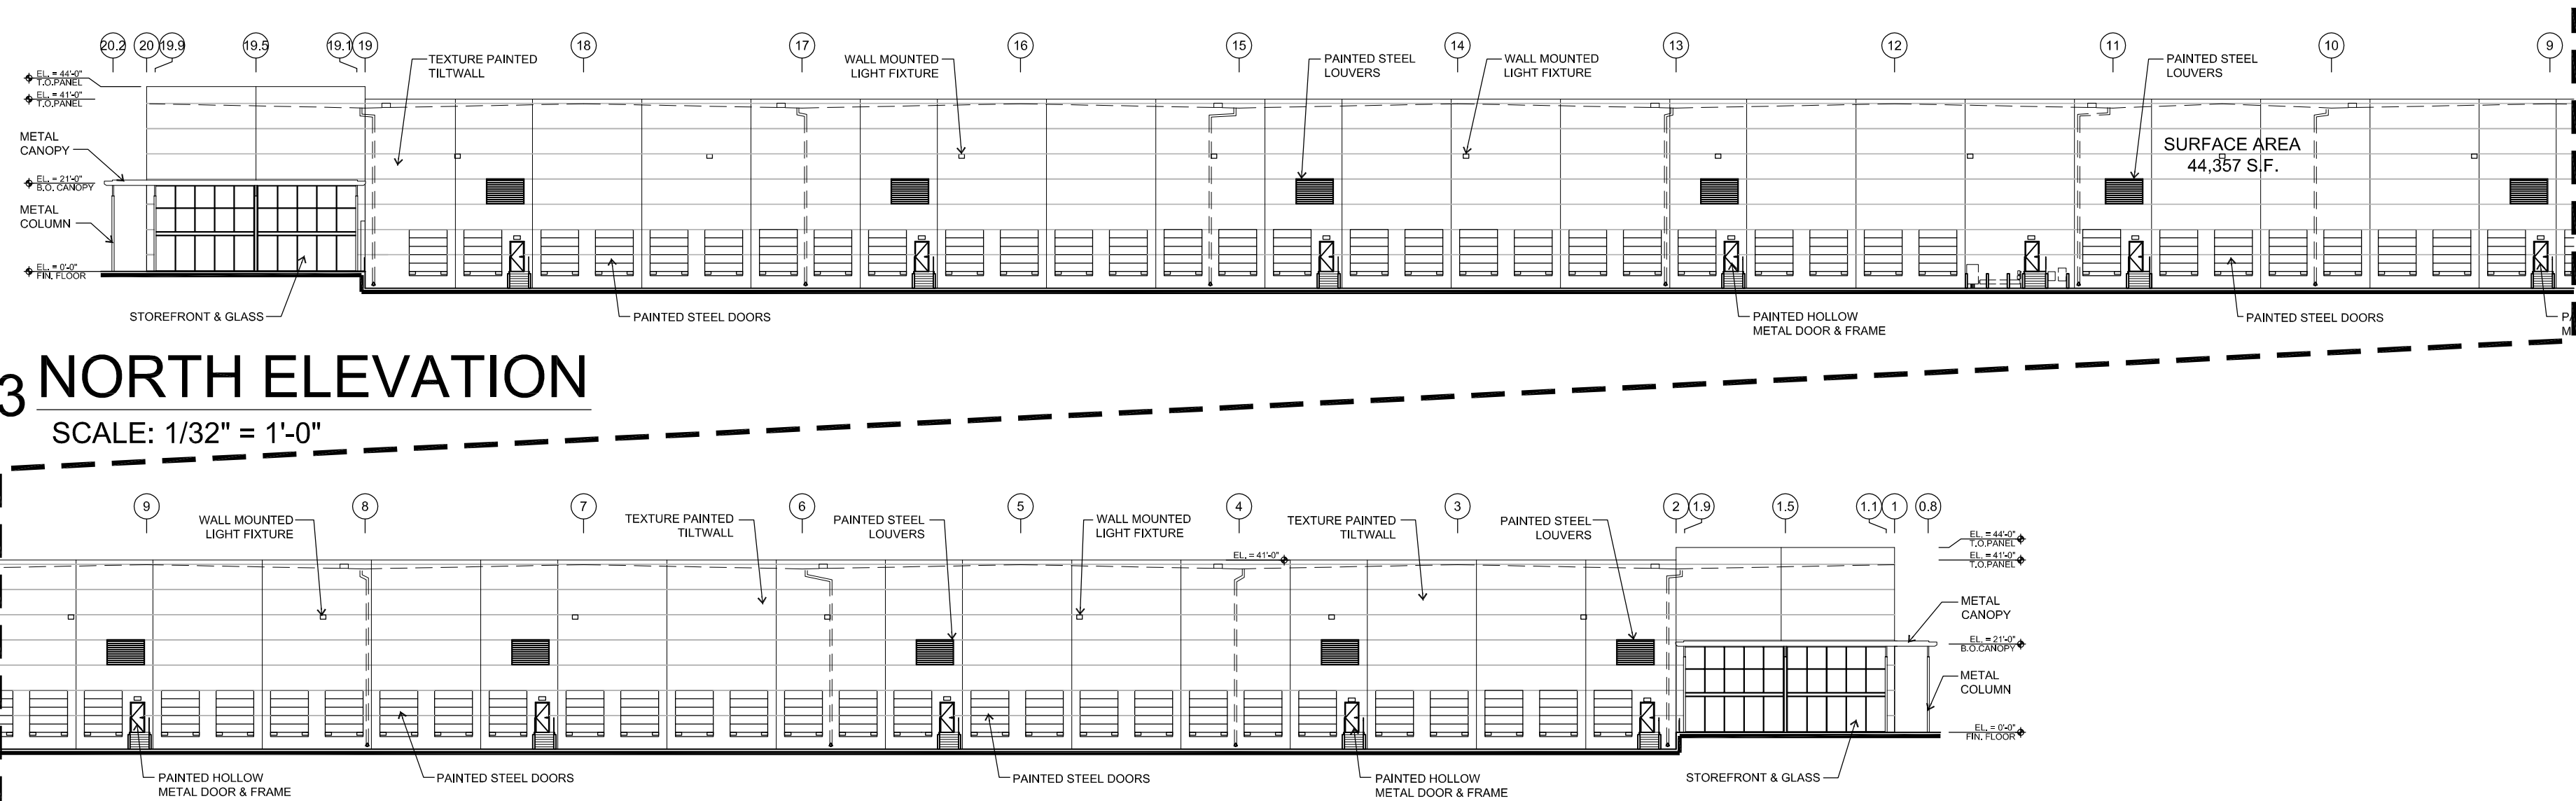 20.2 20 19.9 19.5 19.1 19 18 17 16 15 14 13 12 11 10 9
EL. = 44'-0"
T.O.PANEL
EL. = 41'-0"
T.O.PANEL
METAL
CANOPY
EL. = 21'-0"
B.O. CANOPY
METAL
COLUMN
EL. = 0'-0"
FIN. FLOOR
TEXTURE PAINTED
TILTWALL
WALL MOUNTED
LIGHT FIXTURE
PAINTED STEEL
LOUVERS
WALL MOUNTED
LIGHT FIXTURE
PAINTED STEEL
LOUVERS
SURFACE AREA
44,357 S.F.
STOREFRONT & GLASS
PAINTED STEEL DOORS
PAINTED HOLLOW
METAL DOOR & FRAME
PAINTED STEEL DOORS
PA
M
3 NORTH ELEVATION
SCALE: 1/32" = 1'-0"
9 8 7 6 5 4 3 2 1.9 1.5 1.1 1 0.8
WALL MOUNTED
LIGHT FIXTURE
TEXTURE PAINTED
TILTWALL
PAINTED STEEL
LOUVERS
WALL MOUNTED
LIGHT FIXTURE
EL. = 41'-0"
TEXTURE PAINTED
TILTWALL
PAINTED STEEL
LOUVERS
EL. = 44'-0"
T.O.PANEL
EL. = 41'-0"
T.O.PANEL
METAL
CANOPY
EL. = 21'-0"
B.O.CANOPY
METAL
COLUMN
EL. = 0'-0"
FIN. FLOOR
PAINTED HOLLOW
METAL DOOR & FRAME
PAINTED STEEL DOORS
PAINTED STEEL DOORS
PAINTED HOLLOW
METAL DOOR & FRAME
STOREFRONT & GLASS